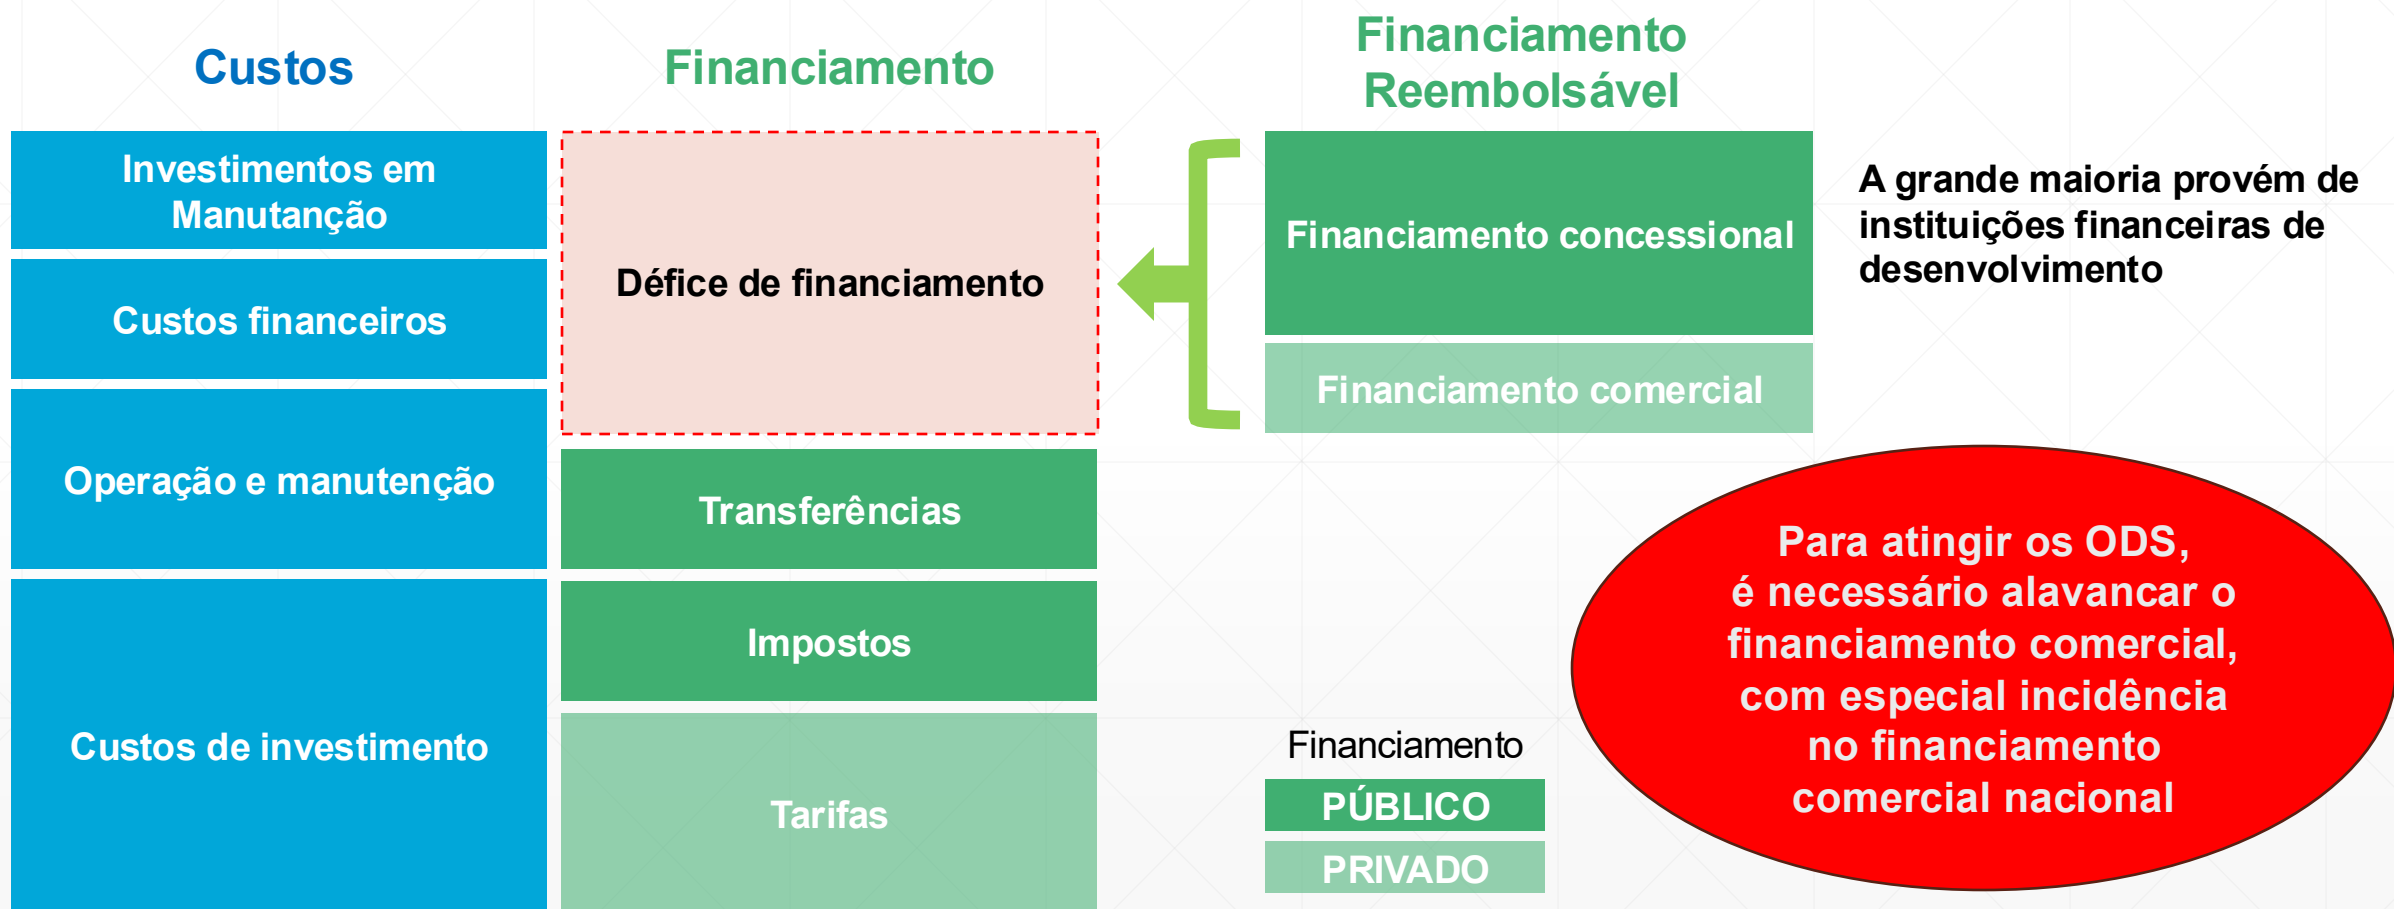 Custos
Investimentos em
Manutanção
Custos financeiros
Operação e manutenção
Custos de investimento
Financiamento
Défice de financiamento
Transferências
Impostos
Tarifas
Financiamento
Reembolsável
Financiamento concessional
Financiamento comercial
A grande maioria provém de
instituições financeiras de
desenvolvimento
Financiamento
PÚBLICO
PRIVADO
Para atingir os ODS,
é necessário alavancar o
financiamento comercial,
com especial incidência
no financiamento
comercial nacional